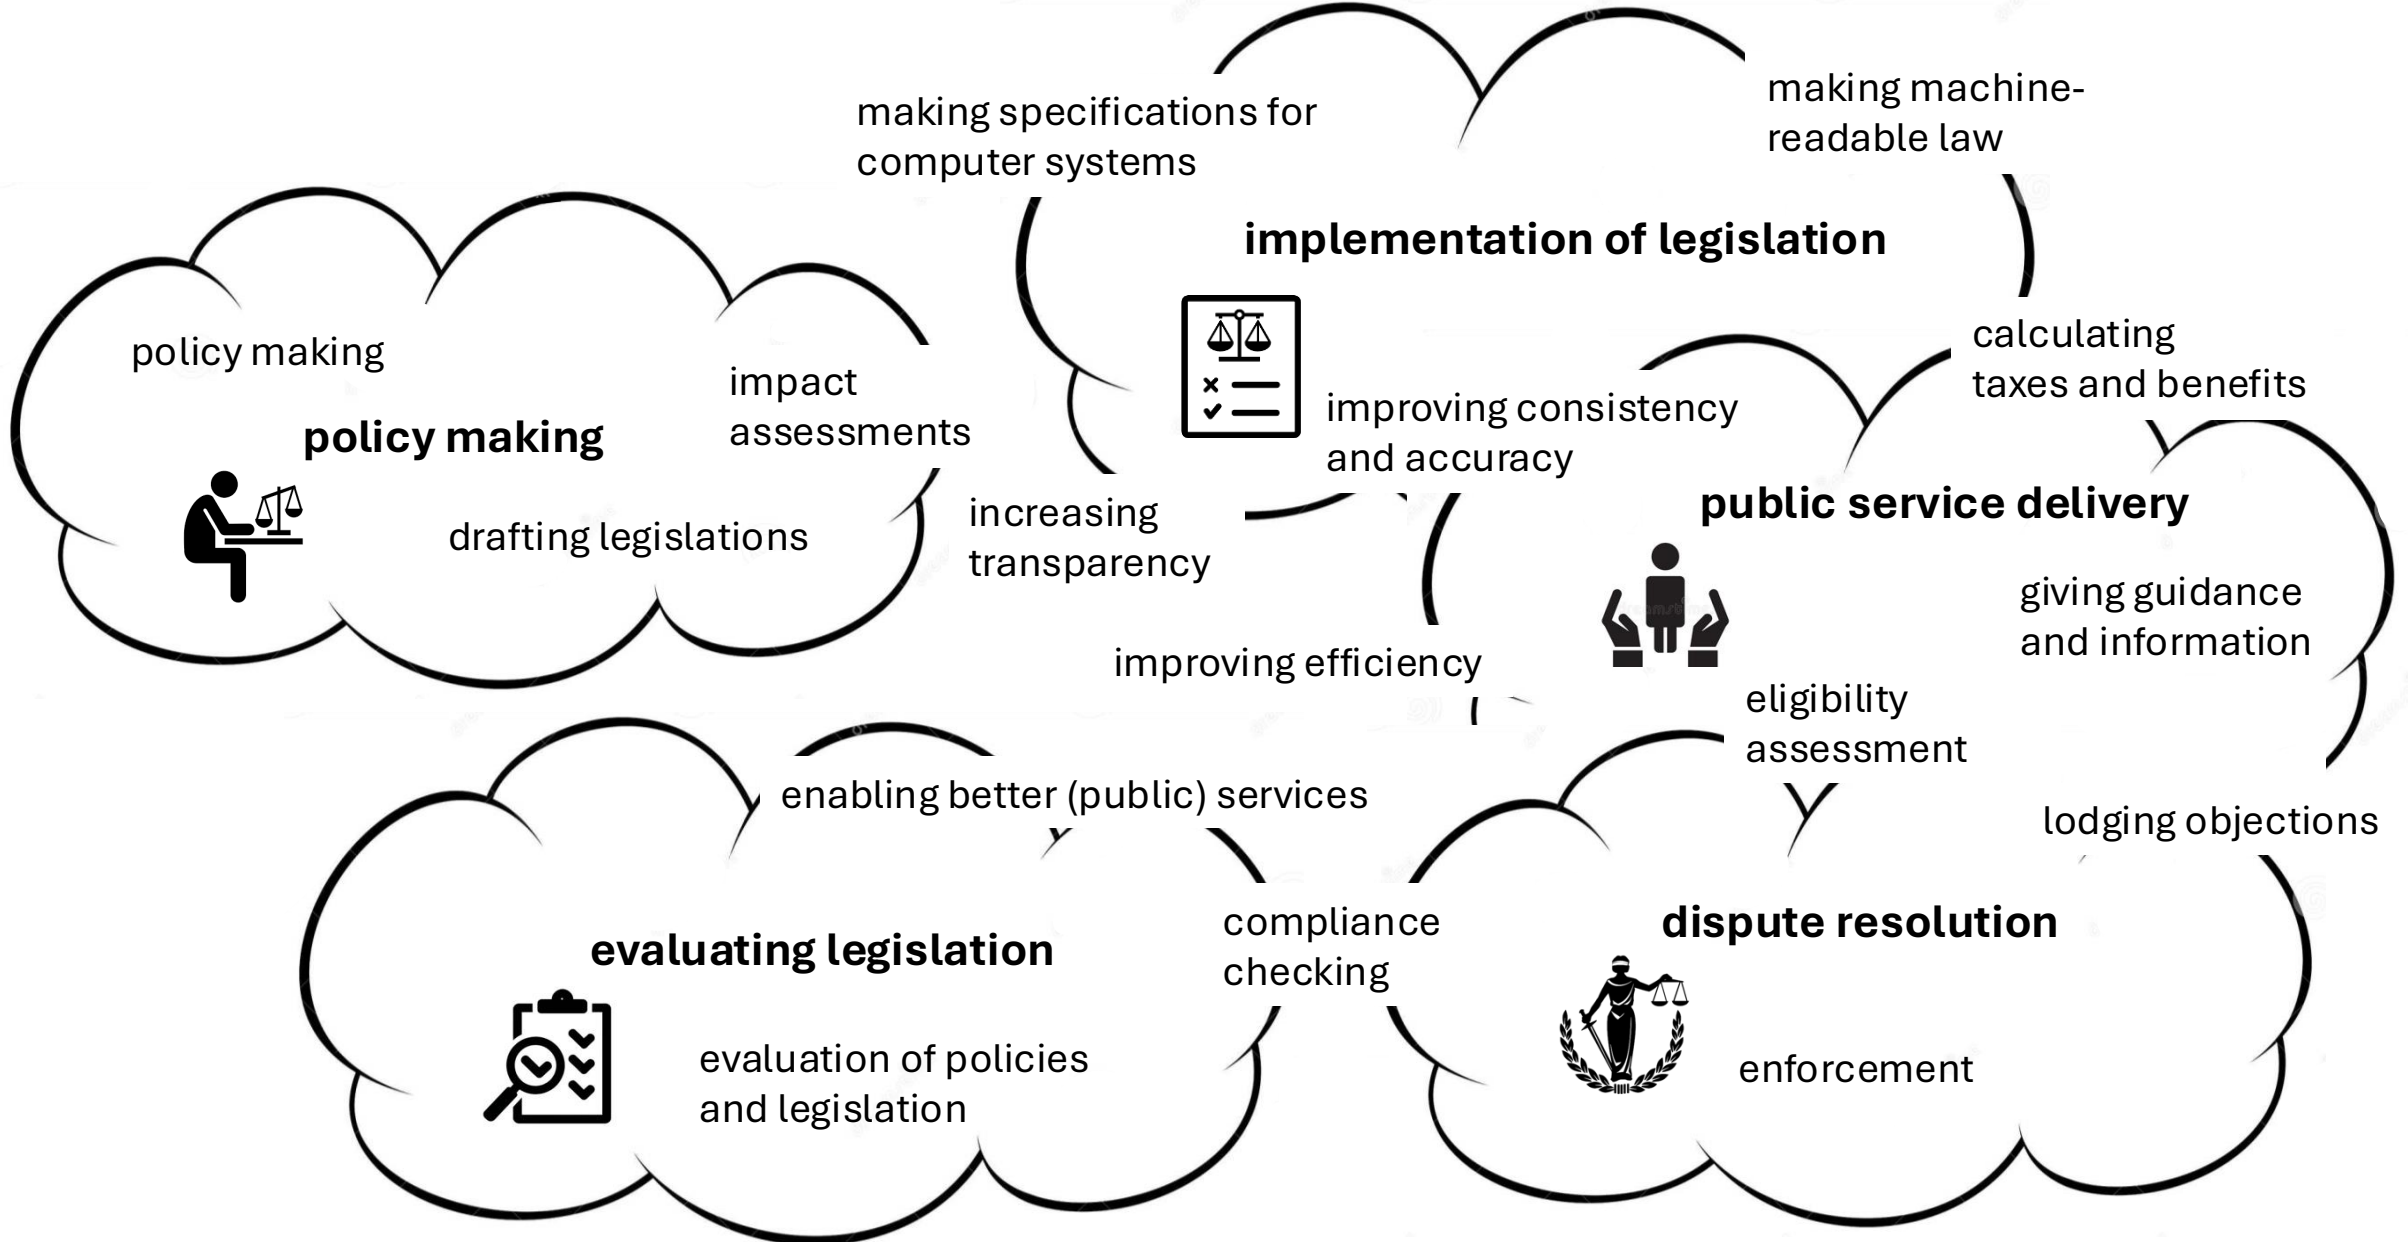 making specifications for
computer systems
making machine-
readable law
implementation of legislation
policy making
impact
assessments
policy making
drafting legislations
calculating
taxes and benefits
improving consistency
and accuracy
increasing
transparency
public service delivery
giving guidance
and information
improving efficiency
eligibility
assessment
enabling better (public) services
lodging objections
evaluating legislation
compliance
checking
dispute resolution
evaluation of policies
and legislation
enforcement